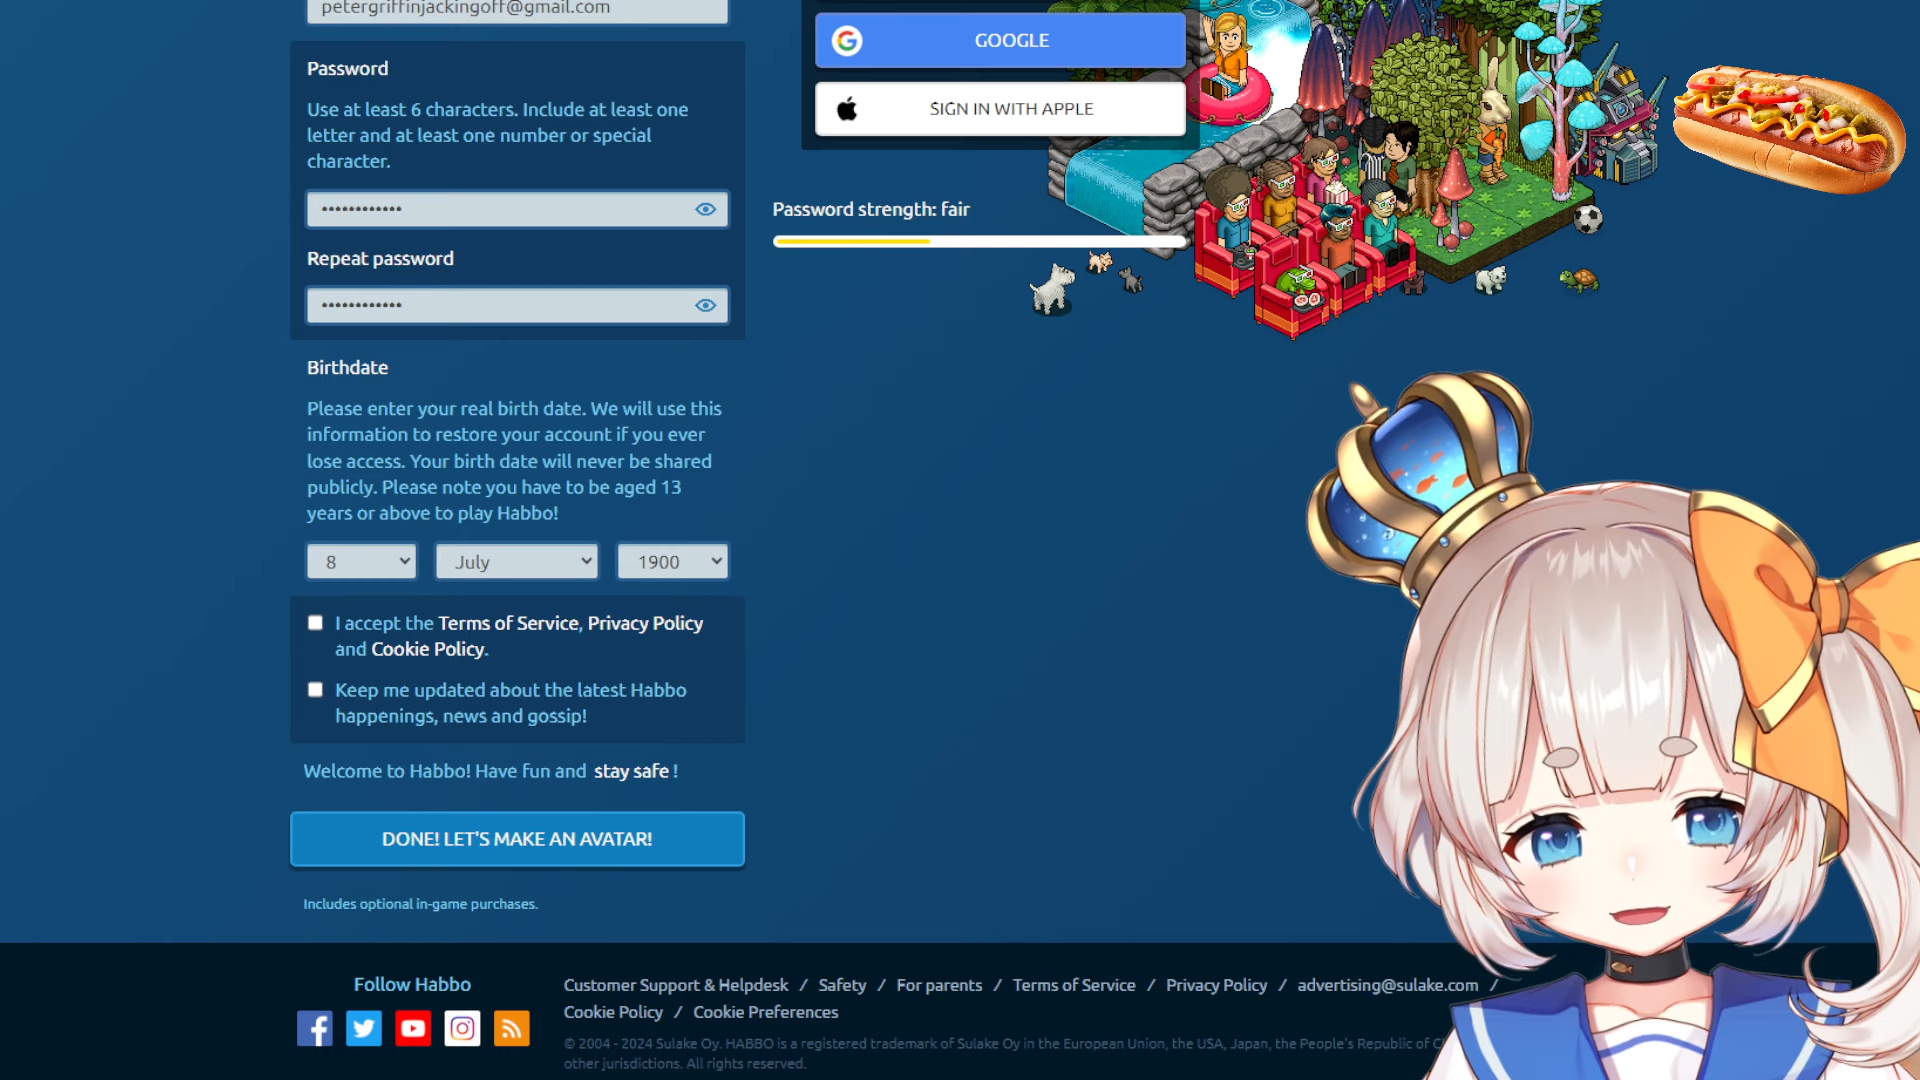 petergriffinjackingoff@gmail.com
GOOGLE
SIGN IN WITH APPLE
Password
Use at least 6 characters. Include at least one
letter and at least one number or special
character.
••••••••••••
Password strength: fair
Repeat password
••••••••••••
Birthdate
Please enter your real birth date. We will use this
information to restore your account if you ever
lose access. Your birth date will never be shared
publicly. Please note you have to be aged 13
years or above to play Habbo!
8 July 1900
I accept the Terms of Service, Privacy Policy
and Cookie Policy.
Keep me updated about the latest Habbo
happenings, news and gossip!
Welcome to Habbo! Have fun and stay safe !
DONE! LET'S MAKE AN AVATAR!
Includes optional in-game purchases.
Follow Habbo
Customer Support & Helpdesk / Safety / For parents / Terms of Service / Privacy Policy / advertising@sulake.com /
Cookie Policy / Cookie Preferences
© 2004 - 2024 Sulake Oy. HABBO is a registered trademark of Sulake Oy in the European Union, the USA, Japan, the People's Republic of
other jurisdictions. All rights reserved.